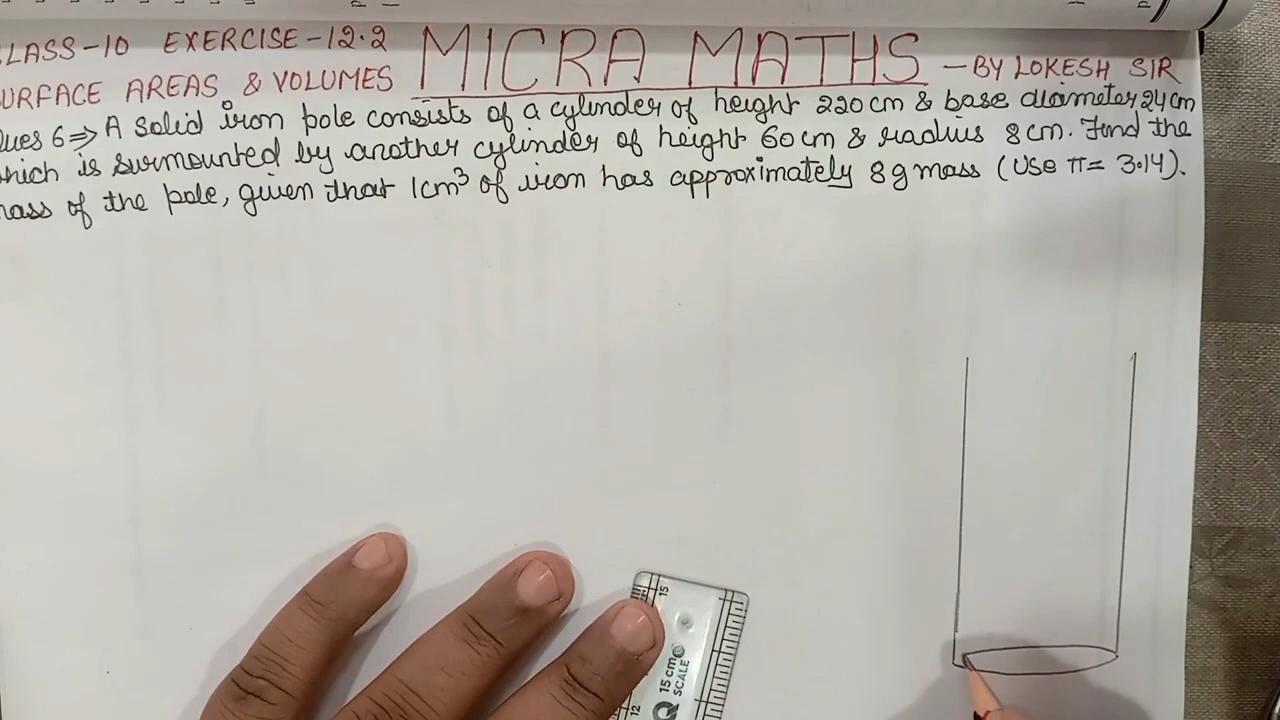 LASS-10 EXERCISE-12.2 MICRA MATHS - BY LOKESH SIR
URFACE AREAS & VOLUMES
ues 6⇒ A solid iron pole consists of a cylinder of height 220 cm & base diameter 24 cm
hich is surmounted by another cylinder of height 60 cm & radius 8 cm. Find the
ass of the pole, given that 1cm³ of iron has approximately 8g mass (Use π = 3.14).
15
15 cm
SCALE
12